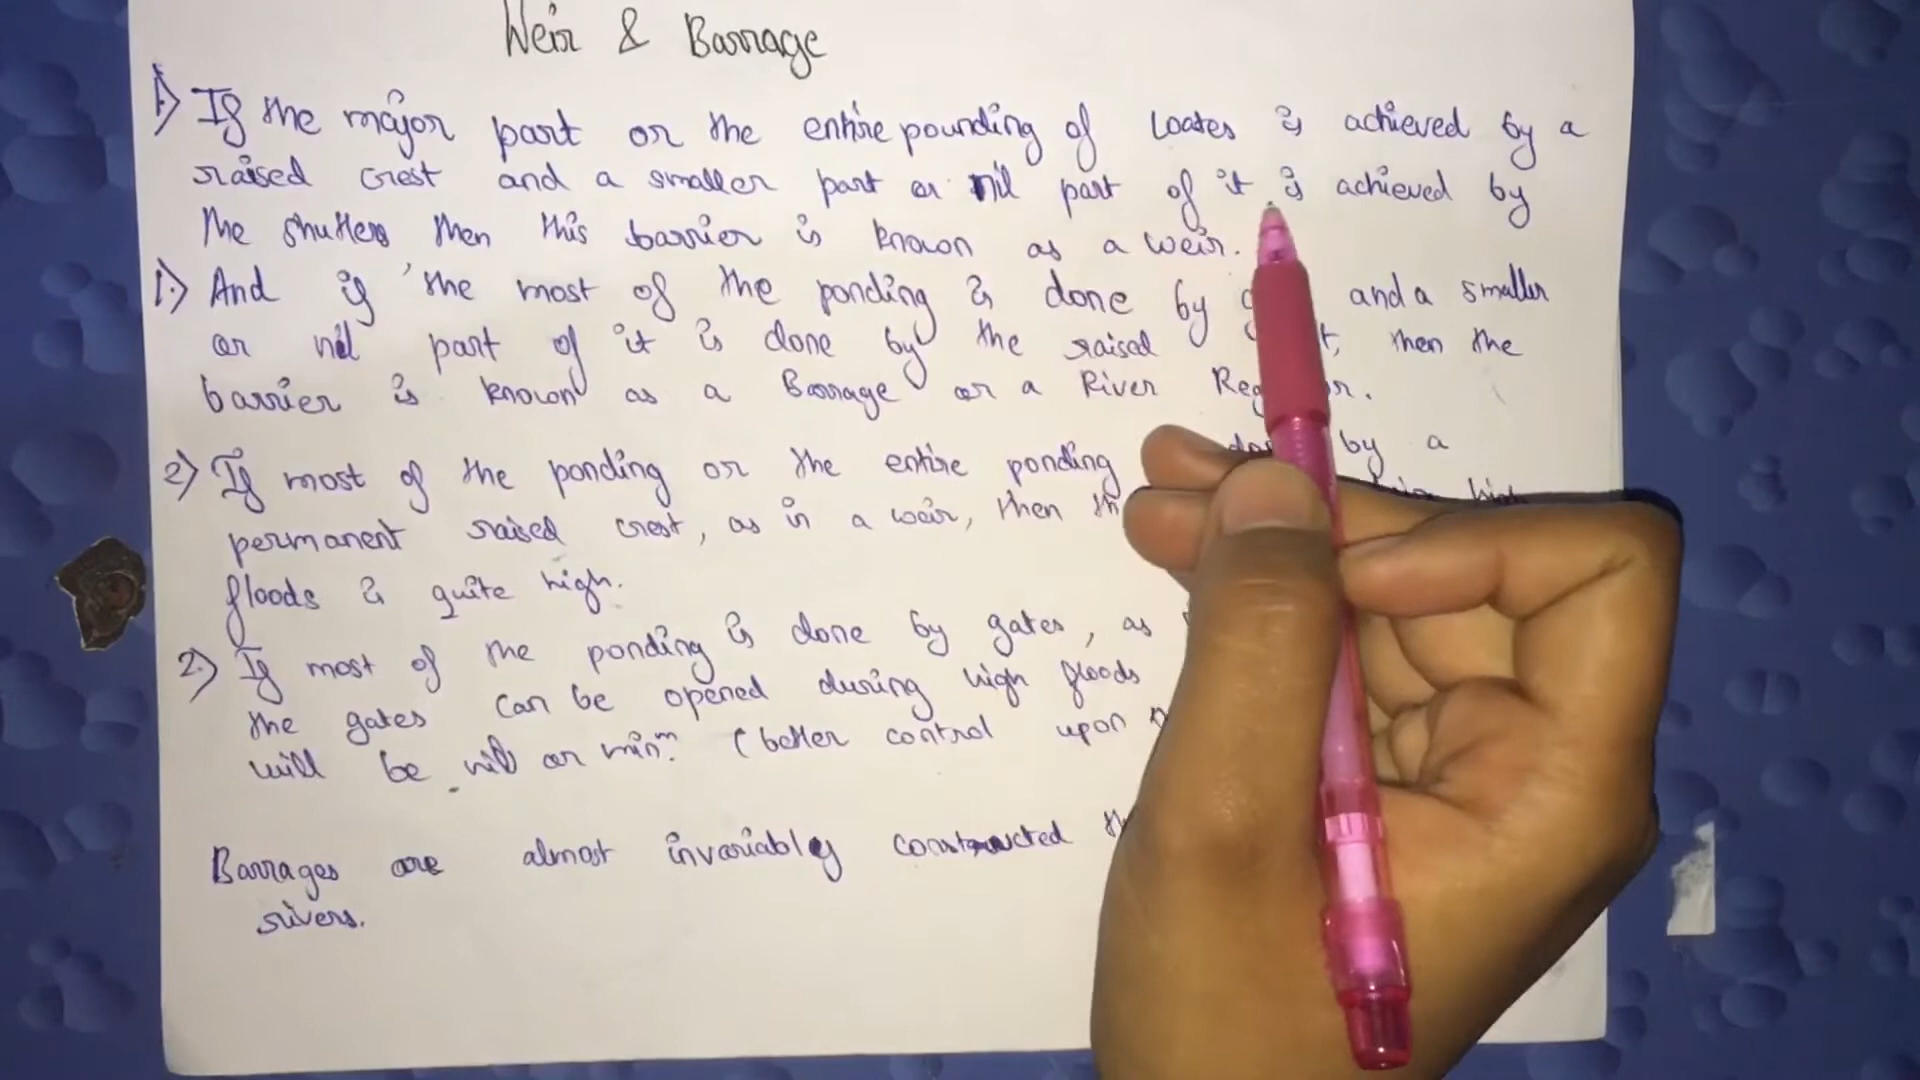 Weir & Barrage
1.) If the major part or the entire pounding of water is achieved by a
raised crest and a smaller part or nil part of it is achieved by
the shutters then this barrier is known as a weir.
1.) And if the most of the ponding is done by and a smaller
or nil part of it is done by the raised then the
barrier is known as a Barrage or a River
2.) If most of the ponding or the entire ponding by a
permanent raised crest, as in a weir, then
floods is quite high.
2.) If most of the ponding is done by gates, as
the gates can be opened during high floods
will be nil or minm. (better control upon
Barrages are almost invariably constructed
rivers.